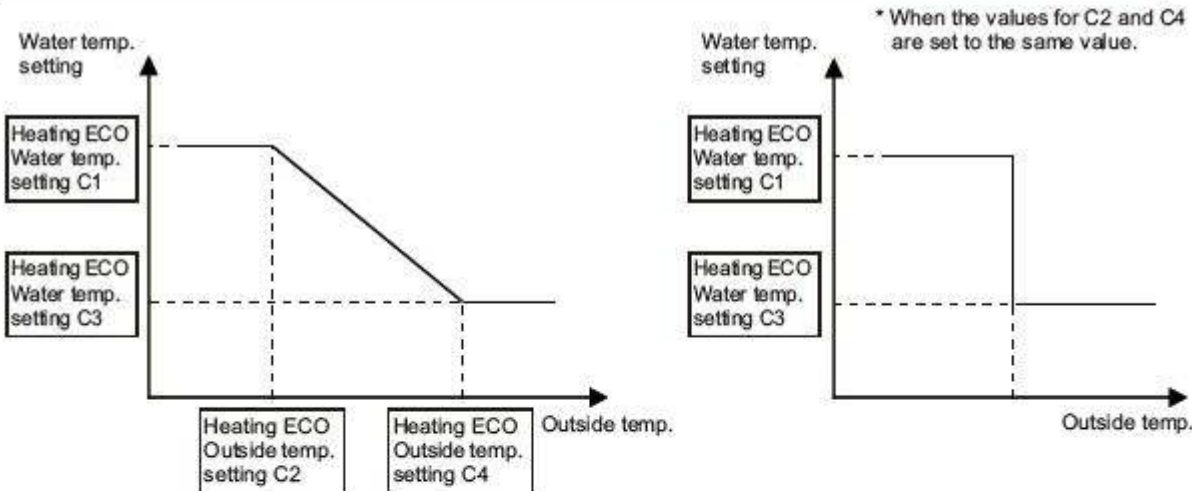 Water temp.
setting
Heating ECO
Water temp.
setting C1
Heating ECO
Water temp.
setting C3
Heating ECO
Outside temp.
setting C2
Heating ECO
Outside temp.
setting C4
Outside temp.
* When the values for C2 and C4
are set to the same value.
Water temp.
setting
Heating ECO
Water temp.
setting C1
Heating ECO
Water temp.
setting C3
Outside temp.